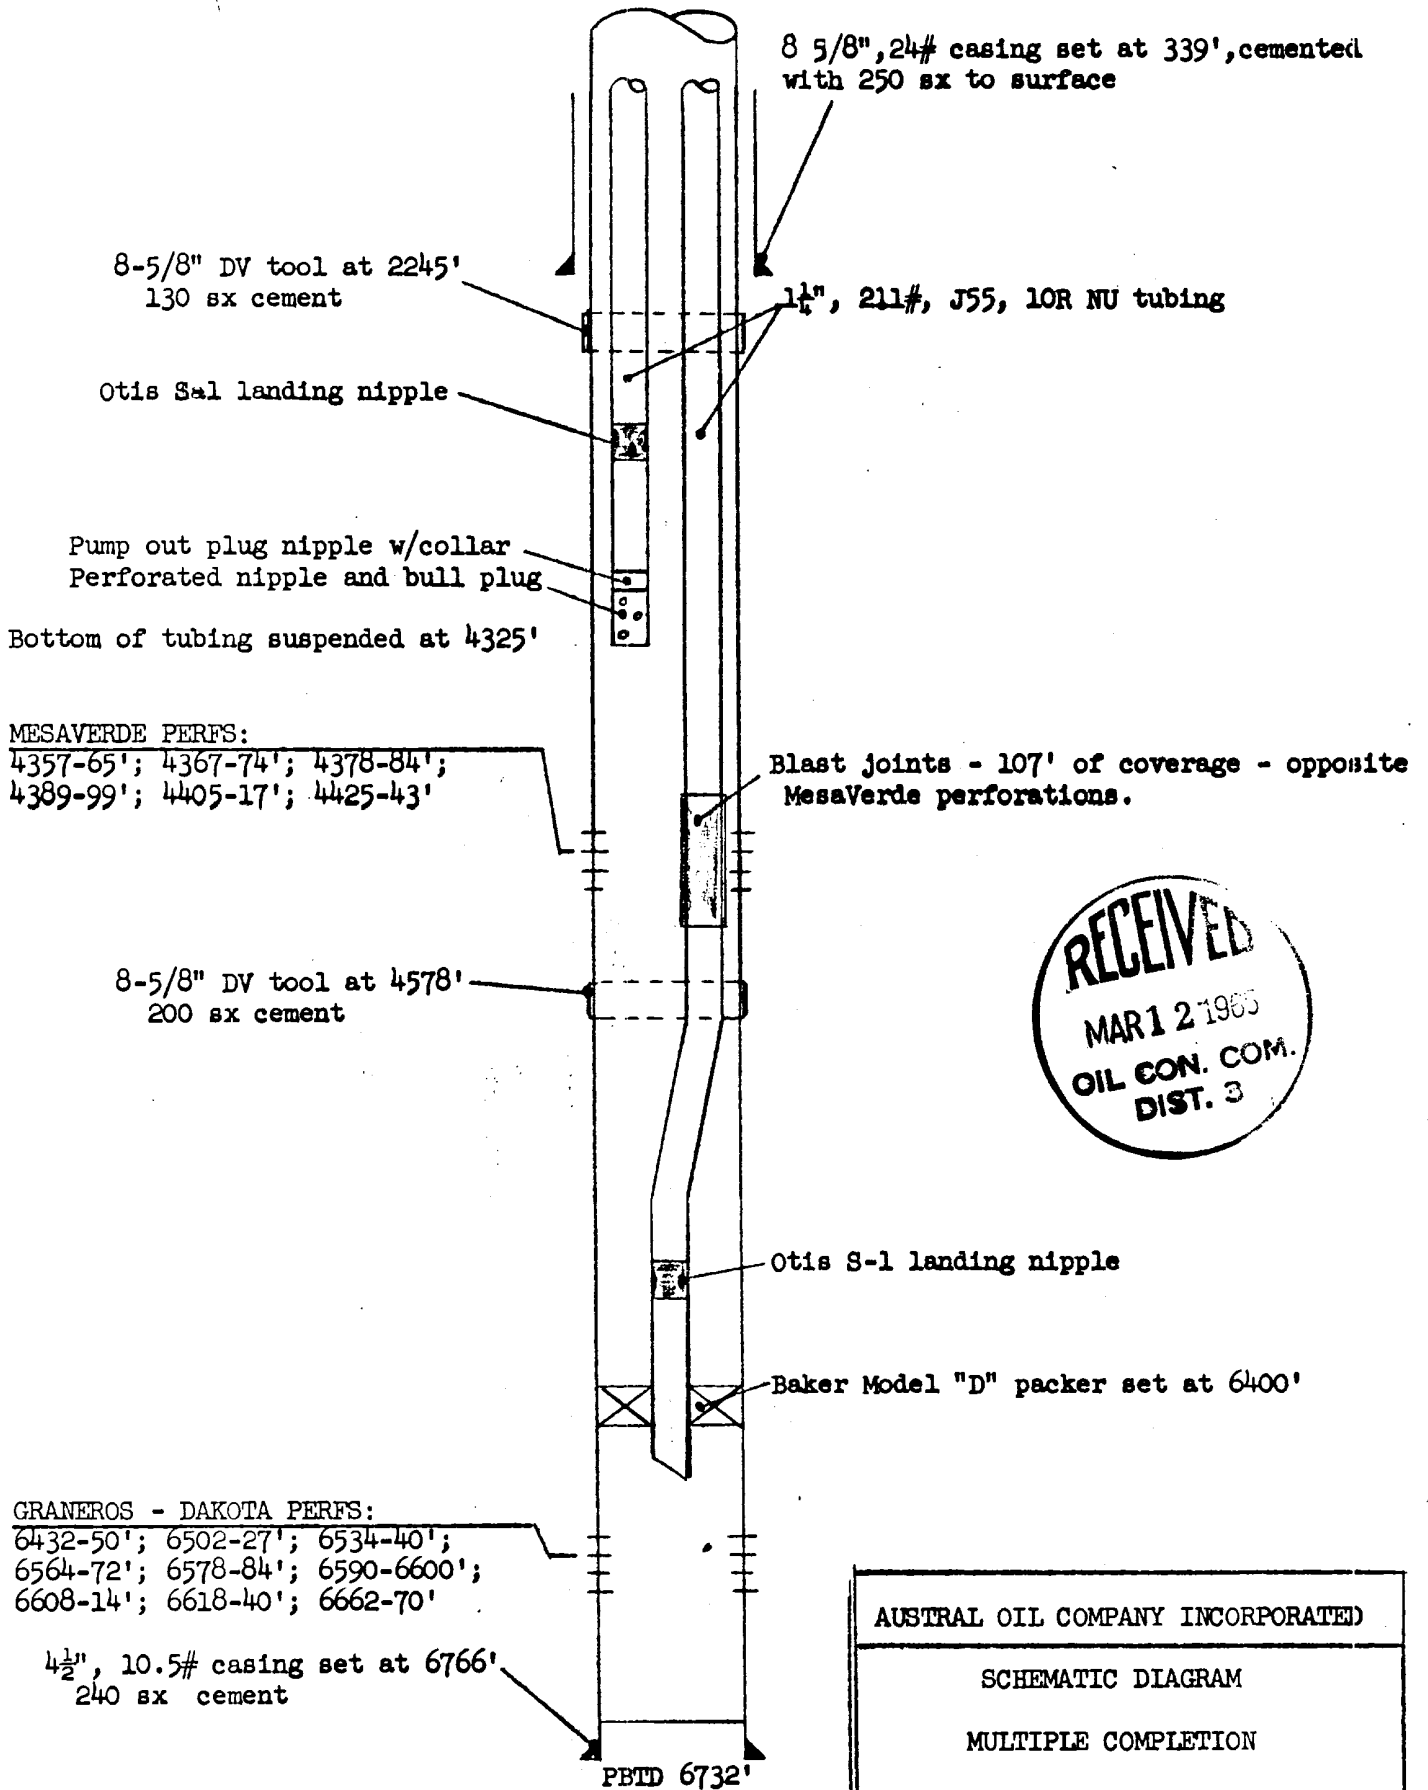 8 5/8", 24# casing set at 339', cemented
with 250 sx to surface
8-5/8" DV tool at 2245'
130 sx cement
1¼", 211#, J55, 10R NU tubing
Otis S-1 landing nipple
Pump out plug nipple w/collar
Perforated nipple and bull plug
Bottom of tubing suspended at 4325'
MESAVERDE PERFS:
4357-65'; 4367-74'; 4378-84';
4389-99'; 4405-17'; 4425-43'
Blast joints - 107' of coverage - opposite
MesaVerde perforations.
RECEIVED
MAR 12 1965
OIL CON. COM.
DIST. 3
8-5/8" DV tool at 4578'
200 sx cement
Otis S-1 landing nipple
Baker Model "D" packer set at 6400'
GRANEROS - DAKOTA PERFS:
6432-50'; 6502-27'; 6534-40';
6564-72'; 6578-84'; 6590-6600';
6608-14'; 6618-40'; 6662-70'
4½", 10.5# casing set at 6766'
240 sx cement
PBTD 6732'
AUSTRAL OIL COMPANY INCORPORATED
SCHEMATIC DIAGRAM
MULTIPLE COMPLETION